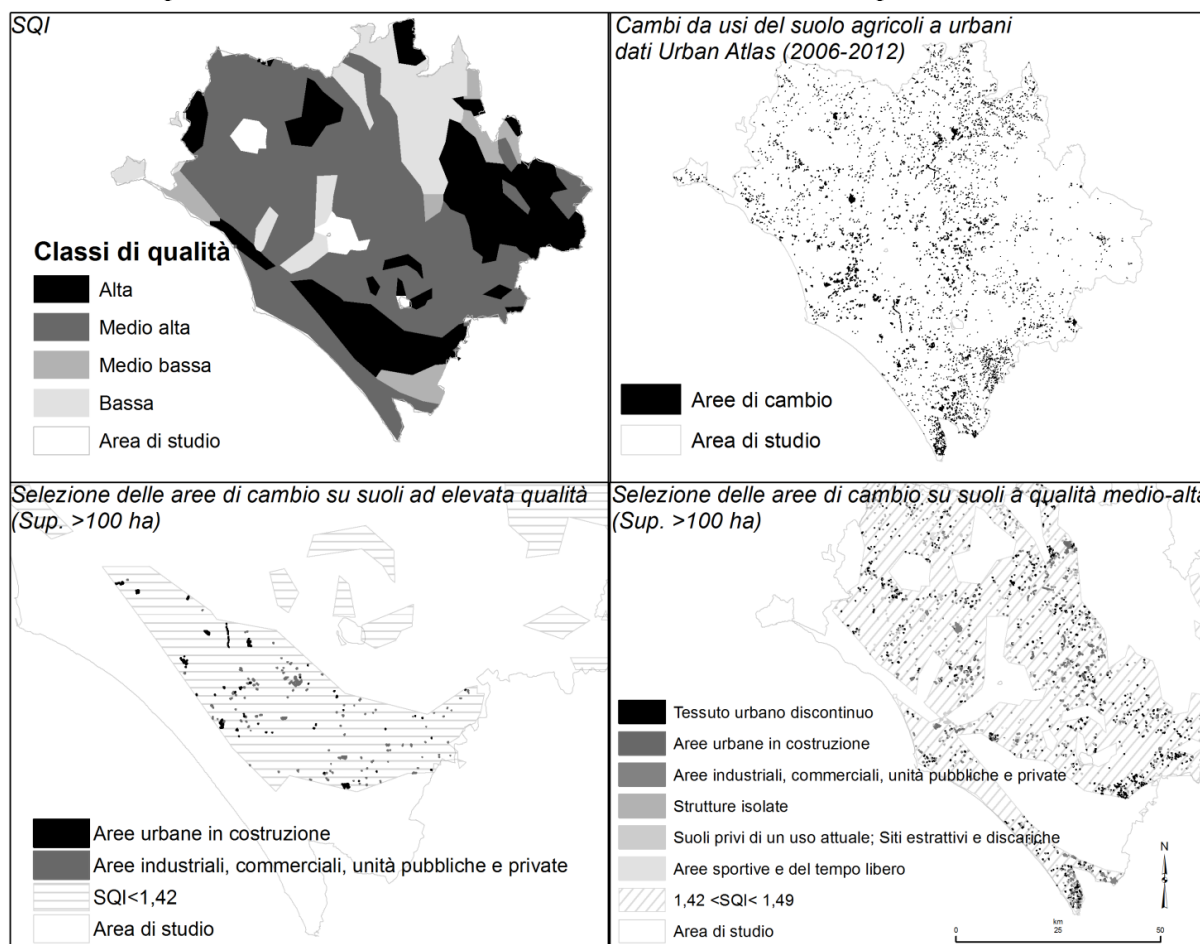 SQI
Classi di qualità
Alta
Medio alta
Medio bassa
Bassa
Area di studio
Cambi da usi del suolo agricoli a urbani
dati Urban Atlas (2006-2012)
Aree di cambio
Area di studio
Selezione delle aree di cambio su suoli ad elevata qualità
(Sup. >100 ha)
Aree urbane in costruzione
Aree industriali, commerciali, unità pubbliche e private
SQI<1,42
Area di studio
Selezione delle aree di cambio su suoli a qualità medio-alta
(Sup. >100 ha)
Tessuto urbano discontinuo
Aree urbane in costruzione
Aree industriali, commerciali, unità pubbliche e private
Strutture isolate
Suoli privi di un uso attuale; Siti estrattivi e discariche
Aree sportive e del tempo libero
1,42 <SQI< 1,49
Area di studio
N
km
0 25 50